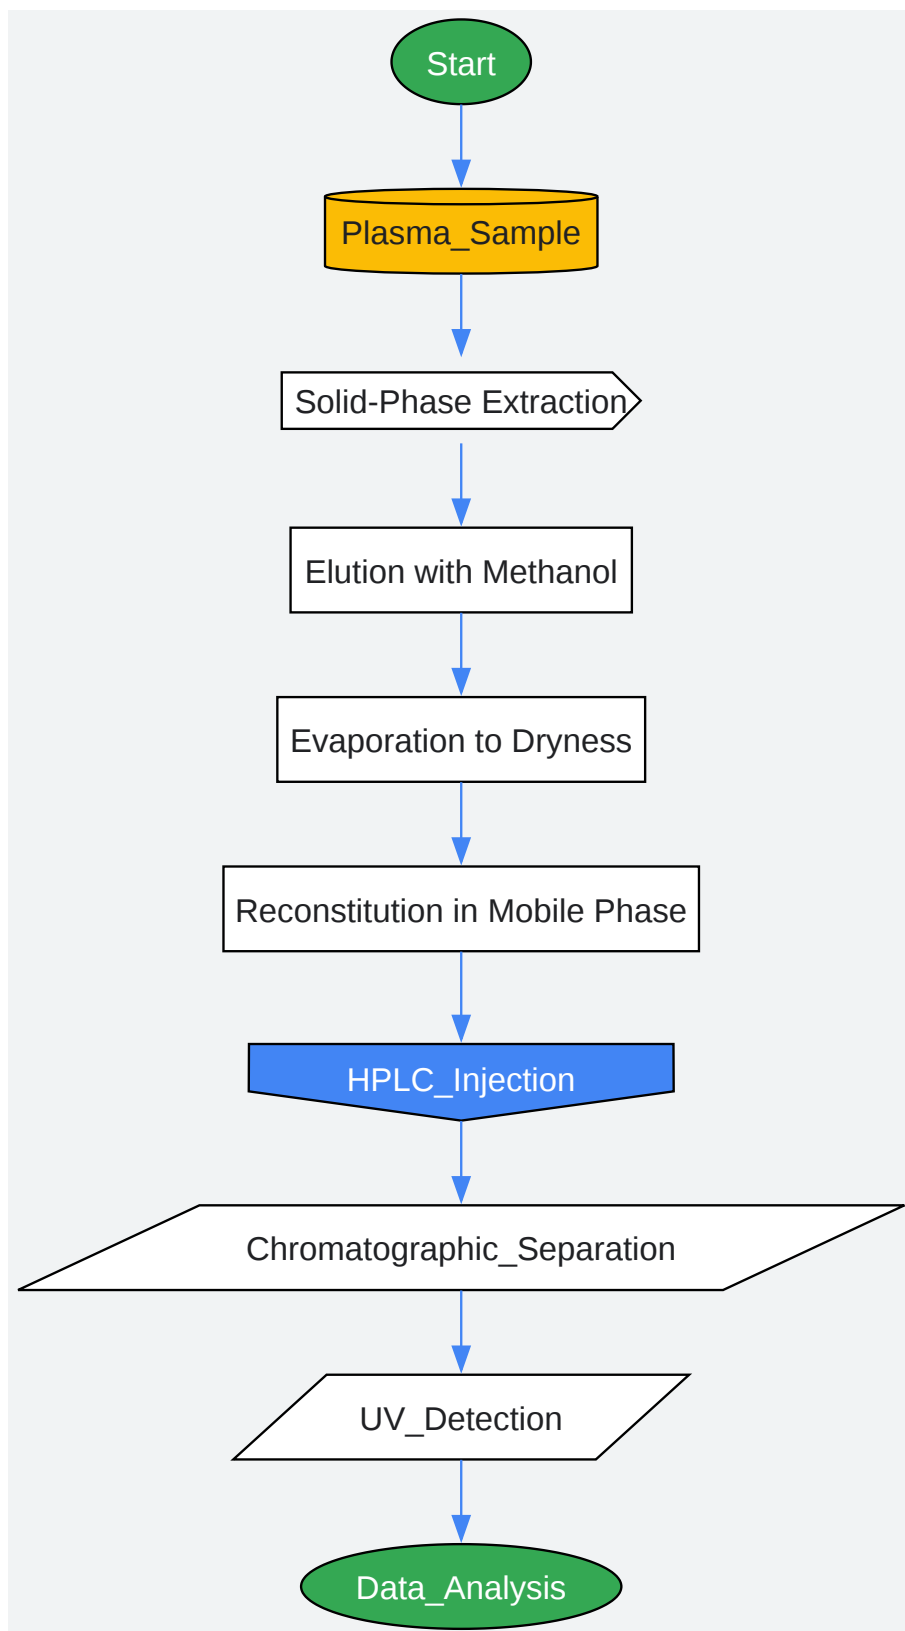 Start
Plasma_Sample
Solid-Phase Extraction
Elution with Methanol
Evaporation to Dryness
Reconstitution in Mobile Phase
HPLC_Injection
Chromatographic_Separation
UV_Detection
Data_Analysis